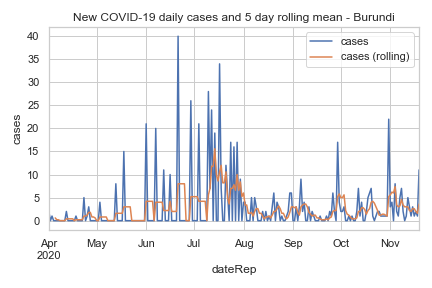 New COVID-19 daily cases and 5 day rolling mean - Burundi
cases
cases (rolling)
40
35
30
25
20
15
10
5
0
cases
Apr May Jun Jul Aug Sep Oct Nov
2020
dateRep